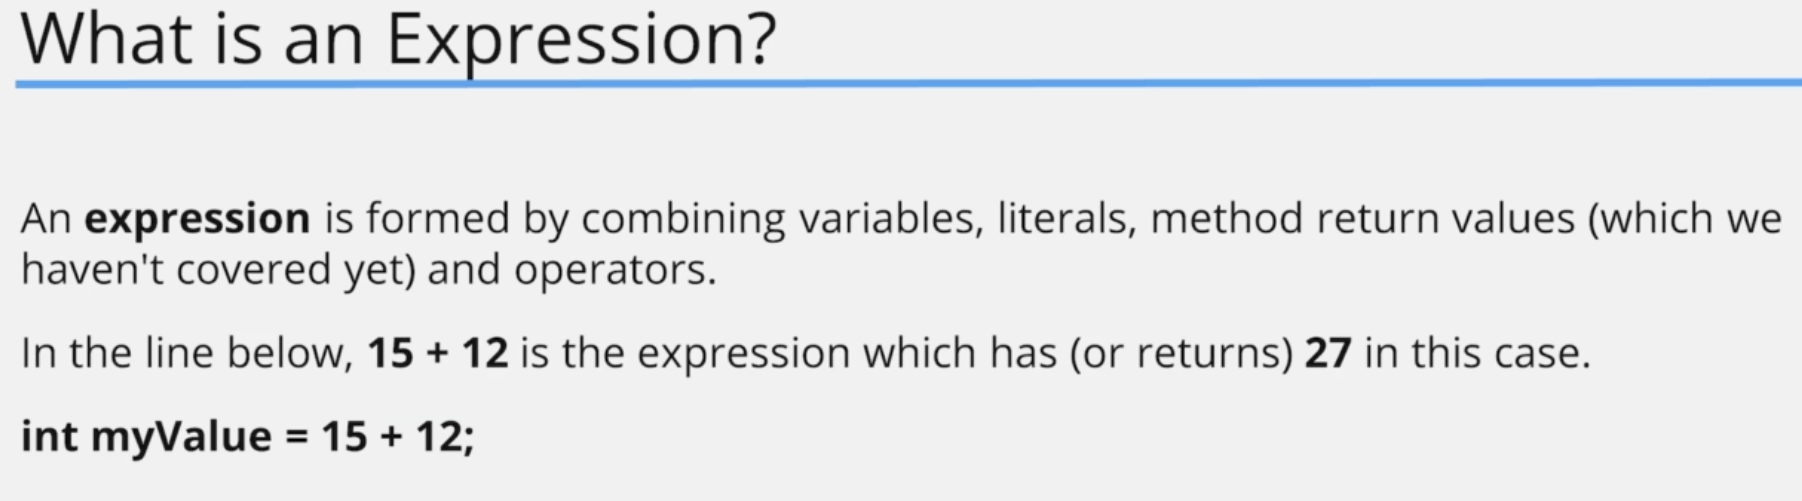 What is an Expression?
An expression is formed by combining variables, literals, method return values (which we
haven't covered yet) and operators.
In the line below, 15 + 12 is the expression which has (or returns) 27 in this case.
int myValue = 15 + 12;